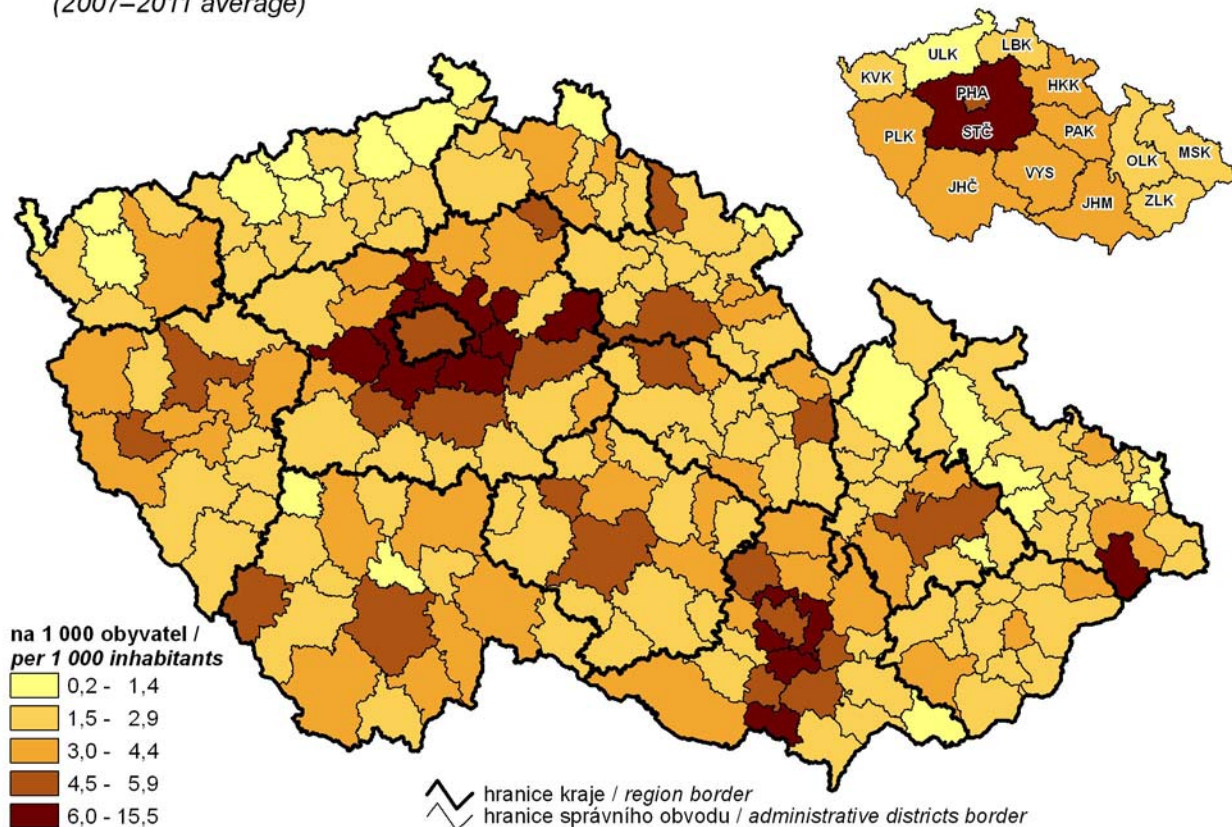 (2007–2011 average)
ULK
LBK
KVK
HKK
PHA
STČ
PLK
PAK
MSK
OLK
VYS
JHČ
JHM
ZLK
na 1 000 obyvatel /
per 1 000 inhabitants
0,2 - 1,4
1,5 - 2,9
3,0 - 4,4
4,5 - 5,9
6,0 - 15,5
hranice kraje / region border
hranice správního obvodu / administrative districts border